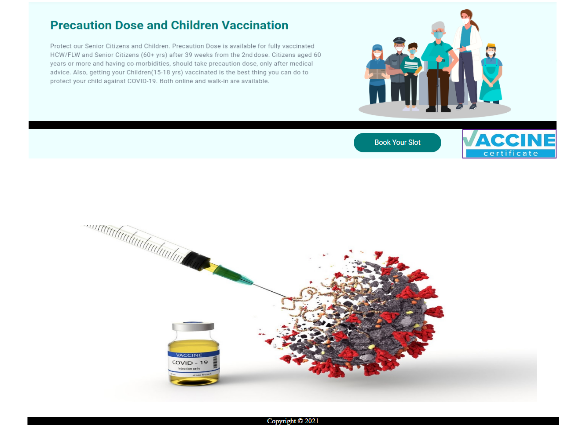 Precaution Dose and Children Vaccination
Protect our Senior Citizens and Children. Precaution Dose is available for fully vaccinated
HCW/FLW and Senior Citizens (60+ yrs) after 39 weeks from the 2nd dose. Citizens aged 60
years or more and having co morbidities, should take precaution dose, only after medical
advice. Also, getting your Children(15-18 yrs) vaccinated is the best thing you can do to
protect your child against COVID-19. Both online and walk-in are available.
Book Your Slot
VACCINE
certificate
VACCINE
COVID - 19
Copyright © 2021